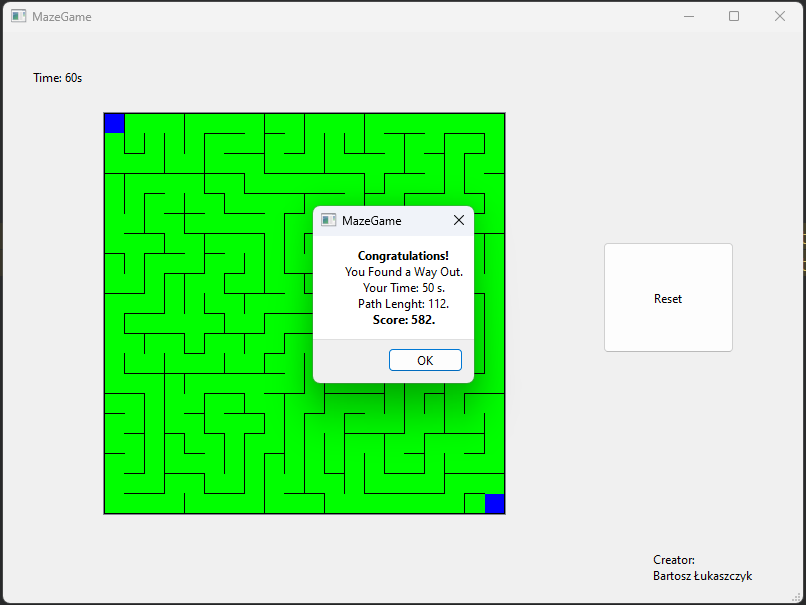 MazeGame
Time: 60s
MazeGame
Congratulations!
You Found a Way Out.
Your Time: 50 s.
Path Lenght: 112.
Score: 582.
OK
Reset
Creator:
Bartosz Łukaszczyk